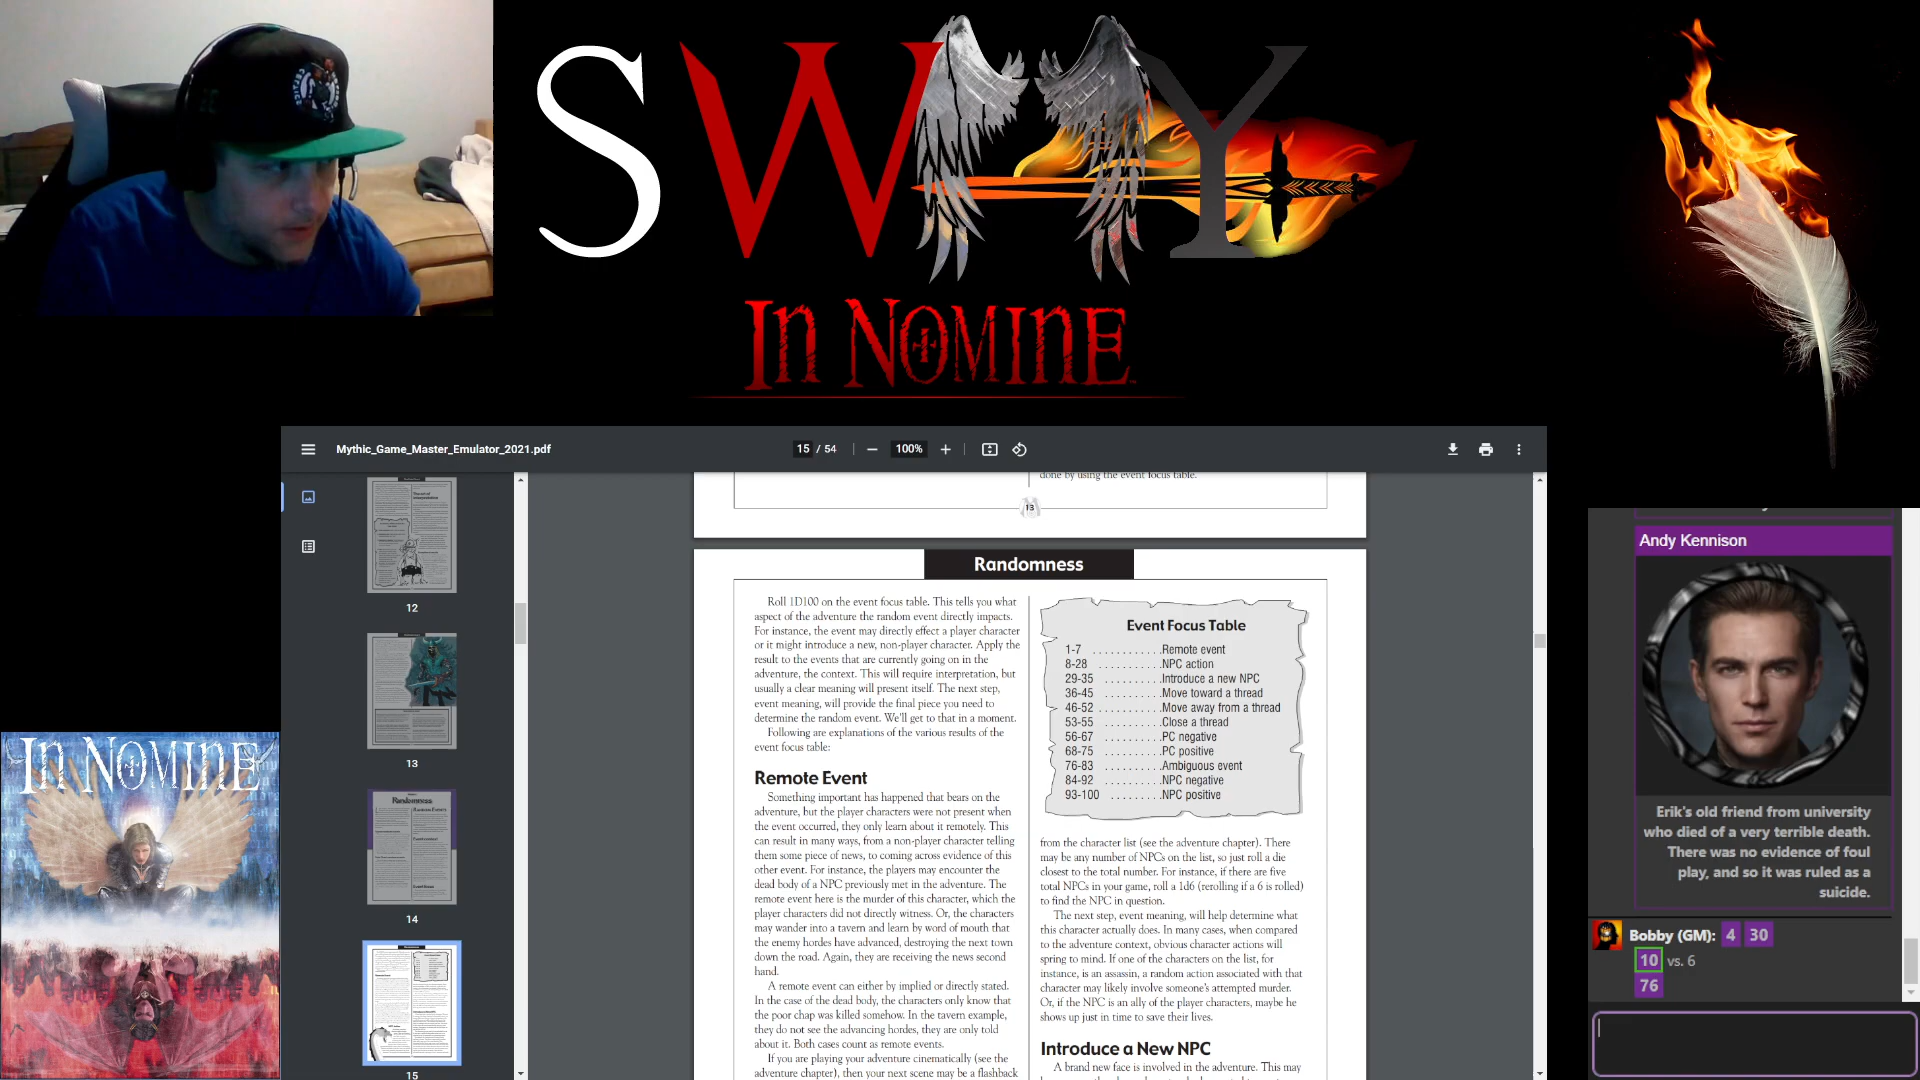 SWAY
IN NOMINE
Mythic_Game_Master_Emulator_2021.pdf
15 / 54
100%
12
13
14
15
done by using the event focus table.
13
Randomness
Roll 1D100 on the event focus table. This tells you what
aspect of the adventure the random event directly impacts.
For instance, the event may directly effect a player character
or it might introduce a new, non-player character. Apply the
result to the events that are currently going on in the
adventure, the context. This will require interpretation, but
usually a clear meaning will present itself. The next step,
event meaning, will provide the final piece you need to
determine the random event. We'll get to that in a moment.
Following are explanations of the various results of the
event focus table:
Remote Event
Something important has happened that bears on the
adventure, but the player characters were not present when
the event occurred, they only learn about it remotely. This
can result in many ways, from a non-player character telling
them some piece of news, to coming across evidence of this
other event. For instance, the players may encounter the
dead body of a NPC previously met in the adventure. The
remote event here is the murder of this character, which the
player characters did not directly witness. Or, the characters
may wander into a tavern and learn by word of mouth that
the enemy hordes have advanced, destroying the next town
down the road. Again, they are receiving the news second
hand.
A remote event can either by implied or directly stated.
In the case of the dead body, the characters only know that
the poor chap was killed somehow. In the tavern example,
they do not see the advancing hordes, they are only told
about it. Both cases count as remote events.
If you are playing your adventure cinematically (see the
adventure chapter), then your next scene may be a flashback
Event Focus Table
1-7 ...........Remote event
8-28 ...........NPC action
29-35 ..........Introduce a new NPC
36-45 ..........Move toward a thread
46-52 ..........Move away from a thread
53-55 ..........Close a thread
56-67 ..........PC negative
68-75 ..........PC positive
76-83 ..........Ambiguous event
84-92 ..........NPC negative
93-100 .........NPC positive
from the character list (see the adventure chapter). There
may be any number of NPCs on the list, so just roll a die
closest to the total number. For instance, if there are five
total NPCs in your game, roll a 1d6 (rerolling if a 6 is rolled)
to find the NPC in question.
The next step, event meaning, will help determine what
this character actually does. In many cases, when compared
to the adventure context, obvious character actions will
spring to mind. If one of the characters on the list, for
instance, is an assassin, a random action associated with that
character may likely involve someone's attempted murder.
Or, if the NPC is an ally of the player characters, maybe he
shows up just in time to save their lives.
Introduce a New NPC
A brand new face is involved in the adventure. This may
Andy Kennison
Erik's old friend from university
who died of a very terrible death.
There was no evidence of foul
play, and so it was ruled as a
suicide.
Bobby (GM): 4 30
10 vs. 6
76
IN NOMINE